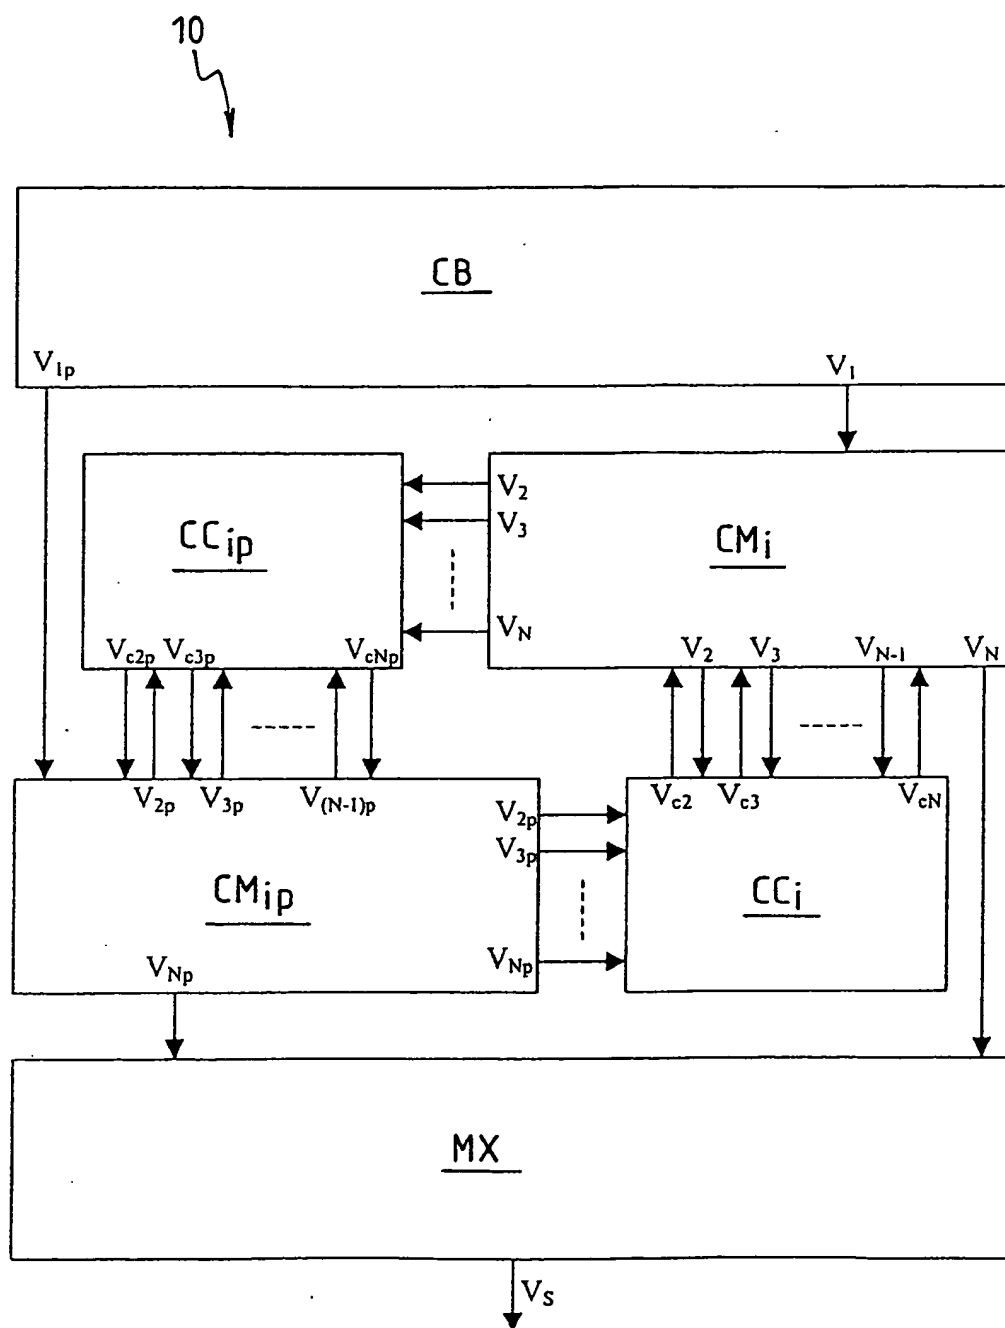 10
CB
V1p V1
CCip
V2
V3
VN
CMi
Vc2p Vc3p VcNp
V2 V3 VN-1 VN
V2p V3p V(N-1)p
V2p
V3p
VNp
CMip
VNp
Vc2 Vc3 VcN
CCi
MX
VS